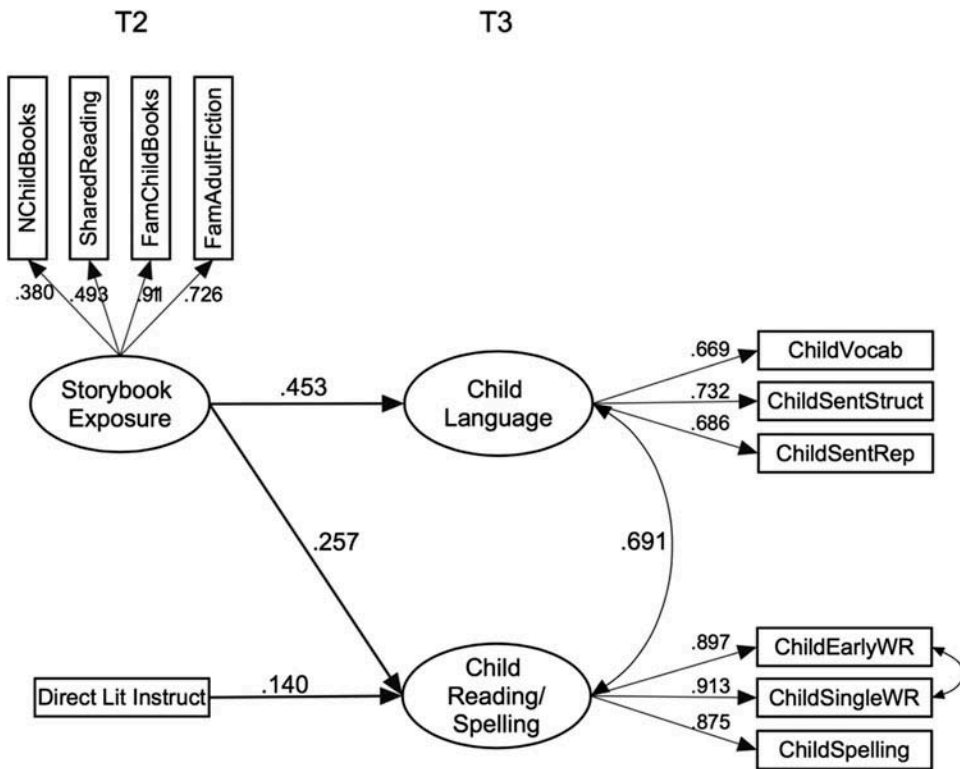 T2
T3
NChildBooks
SharedReading
FamChildBooks
FamAdultFiction
.380
.493
.911
.726
Storybook
Exposure
.453
Child
Language
.669
ChildVocab
.732
ChildSentStruct
.686
ChildSentRep
.257
.691
Direct Lit Instruct
.140
Child
Reading/
Spelling
.897
ChildEarlyWR
.913
ChildSingleWR
.875
ChildSpelling